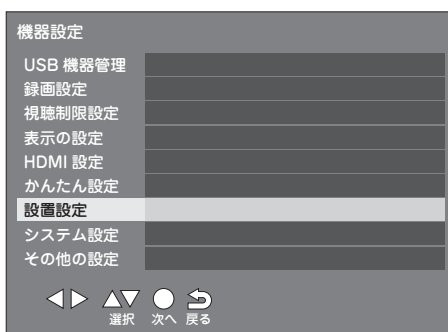 機器設定
USB 機器管理
録画設定
視聴制限設定
表示の設定
HDMI 設定
かんたん設定
設置設定
システム設定
その他の設定
選択 次へ 戻る